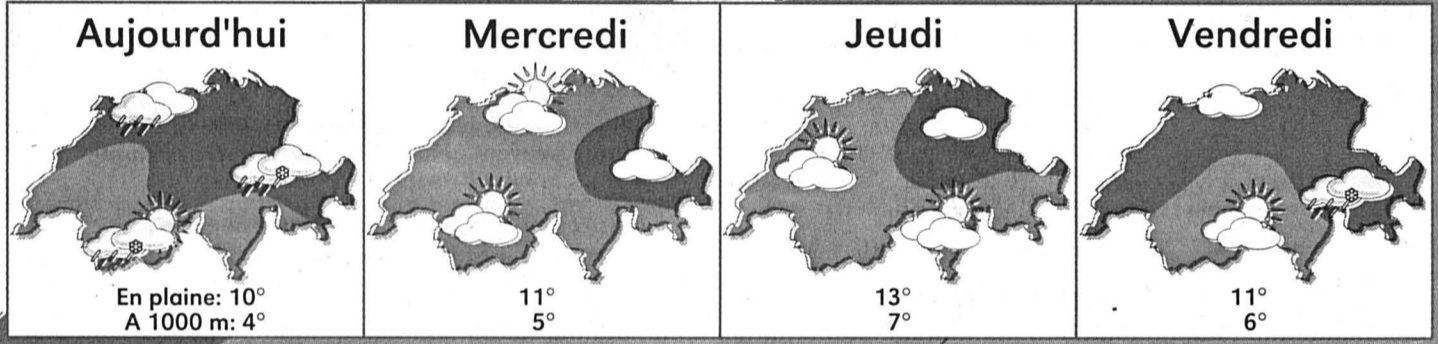 Aujourd'hui
En plaine: 10°
A 1000 m: 4°
Mercredi
11°
5°
Jeudi
13°
7°
Vendredi
11°
6°